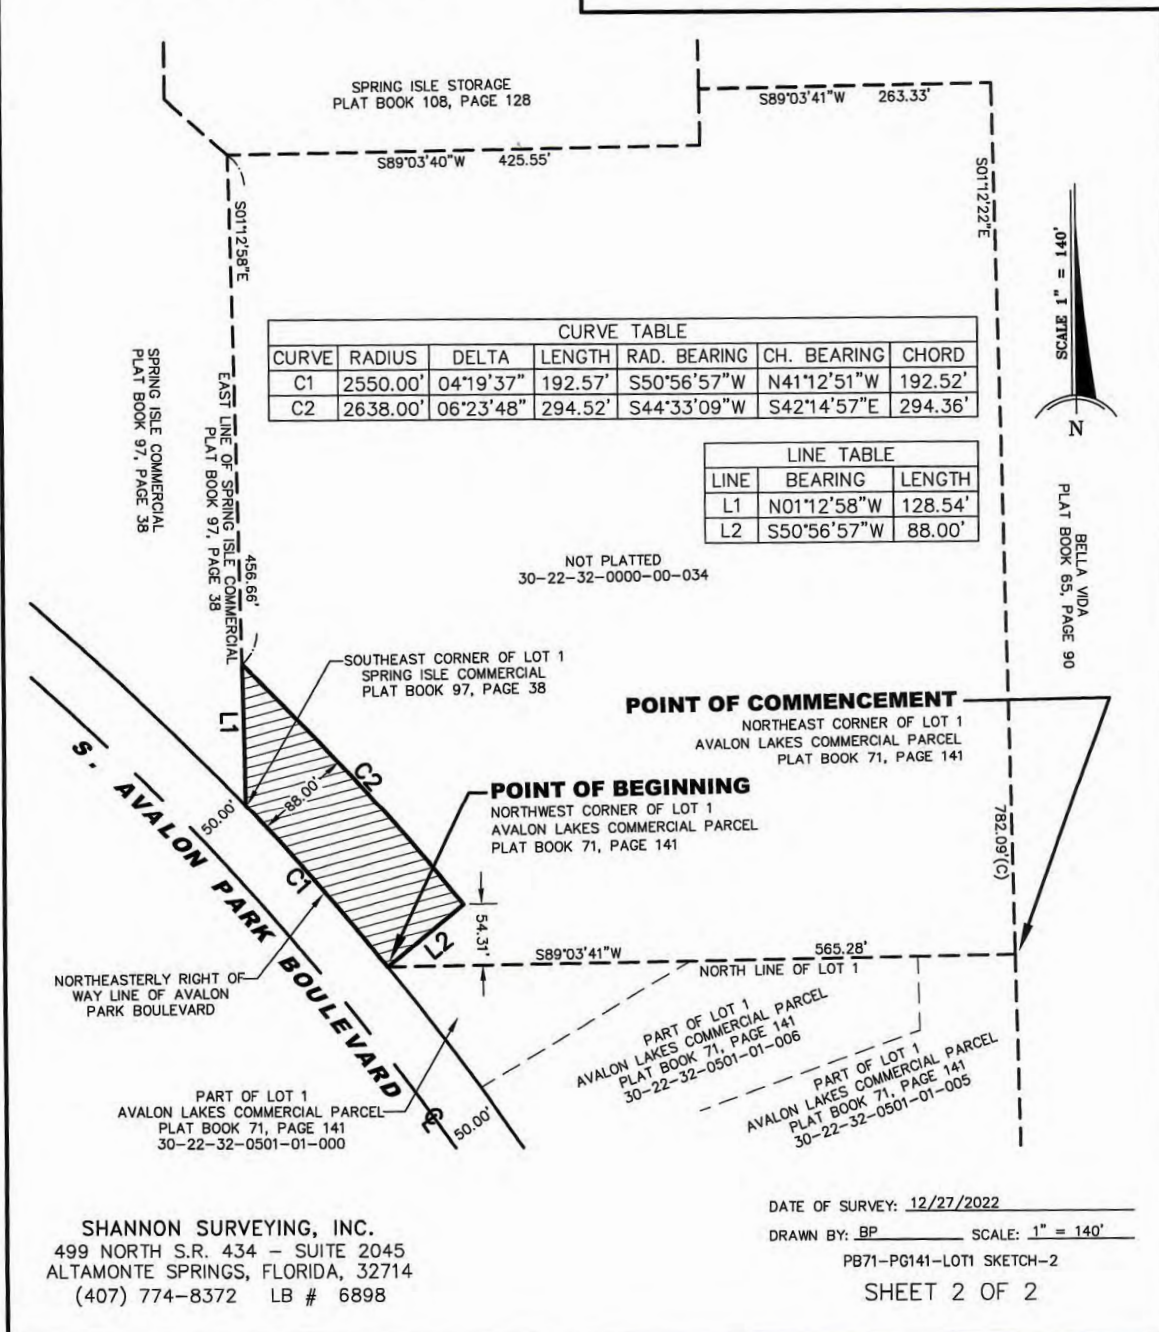 SPRING ISLE STORAGE
PLAT BOOK 108, PAGE 128
S89°03'41"W 263.33'
S89°03'40"W 425.55'
S01°12'58"E
S01°12'22"E
SCALE 1" = 140'
N
CURVE TABLE
CURVE RADIUS DELTA LENGTH RAD. BEARING CH. BEARING CHORD
C1 2550.00' 04°19'37" 192.57' S50°56'57"W N41°12'51"W 192.52'
C2 2638.00' 06°23'48" 294.52' S44°33'09"W S42°14'57"E 294.36'
LINE TABLE
LINE BEARING LENGTH
L1 N01°12'58"W 128.54'
L2 S50°56'57"W 88.00'
SPRING ISLE COMMERCIAL
PLAT BOOK 97, PAGE 38
EAST LINE OF SPRING ISLE COMMERCIAL
PLAT BOOK 97, PAGE 38
456.66'
BELLA VIDA
PLAT BOOK 65, PAGE 90
NOT PLATTED
30-22-32-0000-00-034
SOUTHEAST CORNER OF LOT 1
SPRING ISLE COMMERCIAL
PLAT BOOK 97, PAGE 38
POINT OF COMMENCEMENT
NORTHEAST CORNER OF LOT 1
AVALON LAKES COMMERCIAL PARCEL
PLAT BOOK 71, PAGE 141
L1
C2
88.00'
50.00'
POINT OF BEGINNING
NORTHWEST CORNER OF LOT 1
AVALON LAKES COMMERCIAL PARCEL
PLAT BOOK 71, PAGE 141
782.09'(C)
C1
S. AVALON PARK BOULEVARD
L2
54.31'
S89°03'41"W 565.28'
NORTH LINE OF LOT 1
NORTHEASTERLY RIGHT OF
WAY LINE OF AVALON
PARK BOULEVARD
PART OF LOT 1
AVALON LAKES COMMERCIAL PARCEL
PLAT BOOK 71, PAGE 141
30-22-32-0501-01-006
PART OF LOT 1
AVALON LAKES COMMERCIAL PARCEL
PLAT BOOK 71, PAGE 141
30-22-32-0501-01-005
PART OF LOT 1
AVALON LAKES COMMERCIAL PARCEL
PLAT BOOK 71, PAGE 141
30-22-32-0501-01-000
℄
50.00'
SHANNON SURVEYING, INC.
499 NORTH S.R. 434 - SUITE 2045
ALTAMONTE SPRINGS, FLORIDA, 32714
(407) 774-8372 LB # 6898
DATE OF SURVEY: 12/27/2022
DRAWN BY: BP SCALE: 1" = 140'
PB71-PG141-LOT1 SKETCH-2
SHEET 2 OF 2